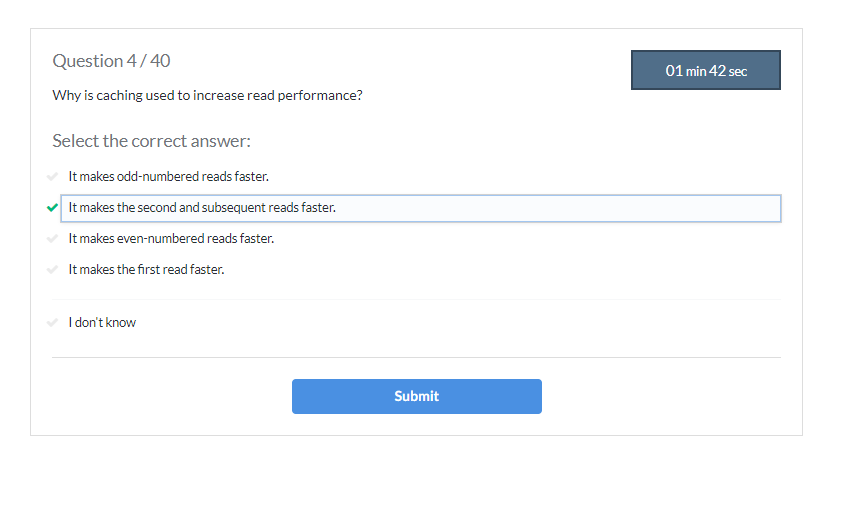 Question 4 / 40
01 min 42 sec
Why is caching used to increase read performance?
Select the correct answer:
It makes odd-numbered reads faster.
It makes the second and subsequent reads faster.
It makes even-numbered reads faster.
It makes the first read faster.
I don't know
Submit